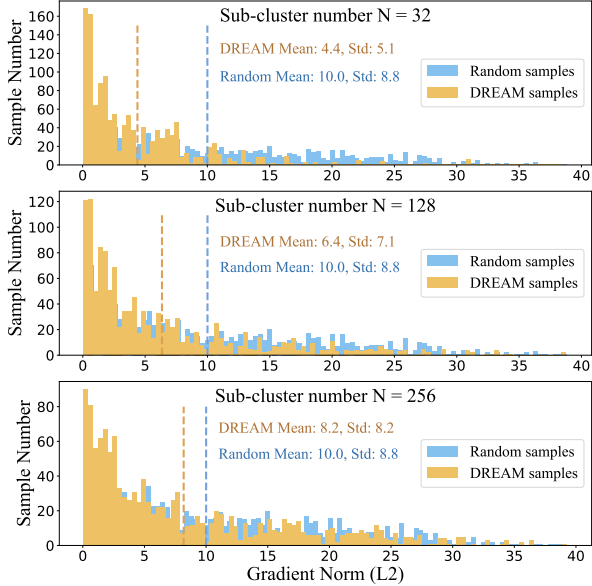 Sub-cluster number N = 32
DREAM Mean: 4.4, Std: 5.1
Random Mean: 10.0, Std: 8.8
Random samples
DREAM samples
Sample Number
160
140
120
100
80
60
40
20
0
0 5 10 15 20 25 30 35 40
Sub-cluster number N = 128
DREAM Mean: 6.4, Std: 7.1
Random Mean: 10.0, Std: 8.8
Random samples
DREAM samples
Sample Number
120
100
80
60
40
20
0
0 5 10 15 20 25 30 35 40
Sub-cluster number N = 256
DREAM Mean: 8.2, Std: 8.2
Random Mean: 10.0, Std: 8.8
Random samples
DREAM samples
Sample Number
80
60
40
20
0
0 5 10 15 20 25 30 35 40
Gradient Norm (L2)